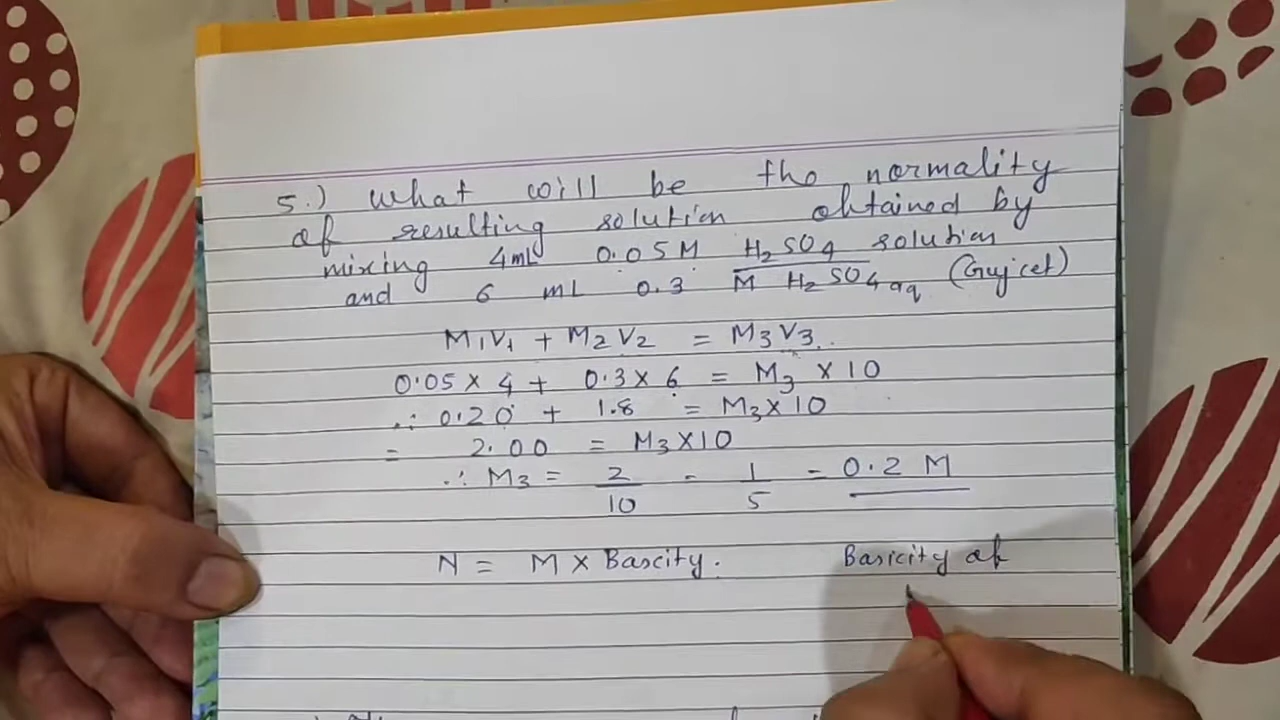 5.) What will be the normality
of resulting solution obtained by
mixing 4mL 0.05M H₂SO₄ solution
and 6 mL 0.3 M H₂SO₄ aq (Gujcet)
M₁V₁ + M₂V₂ = M₃V₃.
0.05 × 4 + 0.3 × 6 = M₃ × 10
∴ 0.20 + 1.8 = M₃ × 10
= 2.00 = M₃ × 10
∴ M₃ = 2/10 = 1/5 = 0.2 M
N = M × Bascity. Basicity of